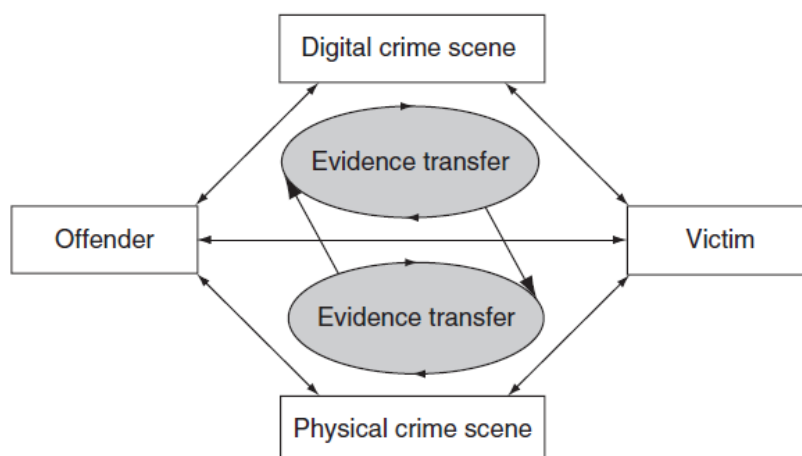 Digital crime scene
Evidence transfer
Offender
Victim
Evidence transfer
Physical crime scene